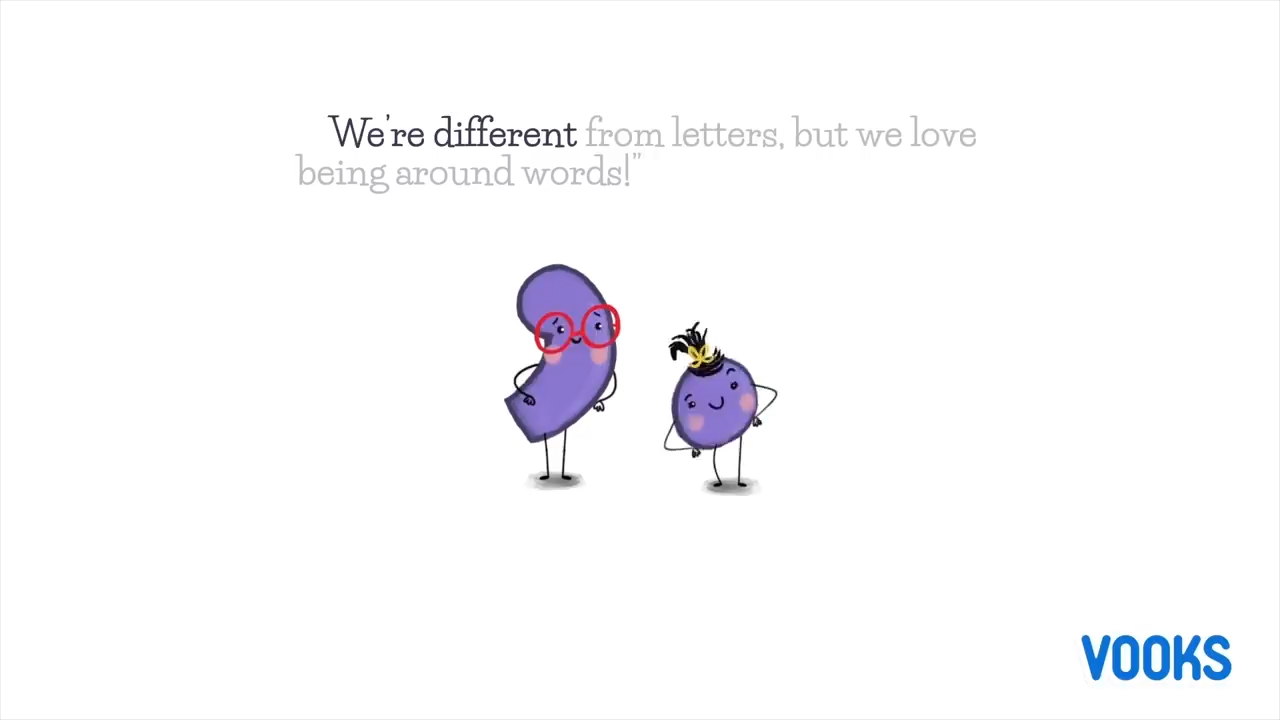 We're different from letters, but we love
being around words!”
VOOKS